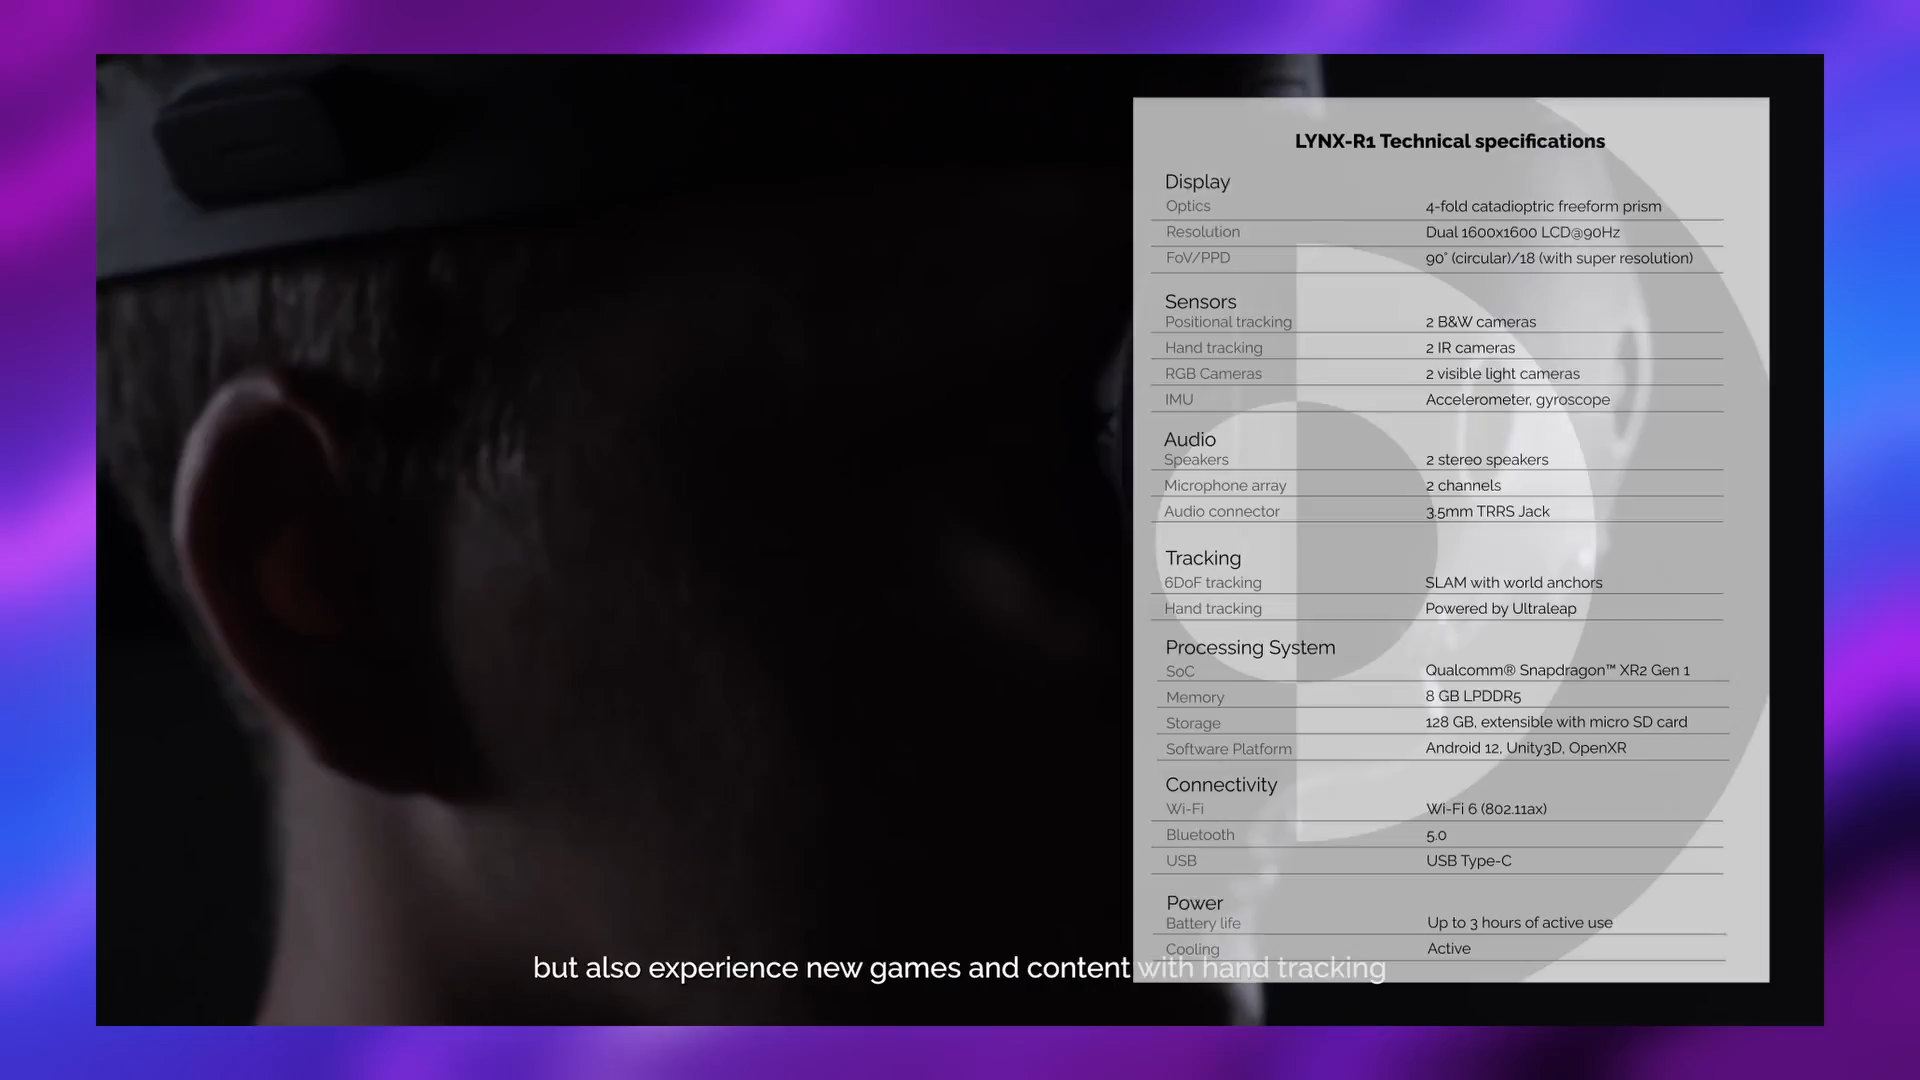 LYNX-R1 Technical specifications
Display
Optics 4-fold catadioptric freeform prism
Resolution Dual 1600x1600 LCD@90Hz
FoV/PPD 90° (circular)/18 (with super resolution)
Sensors
Positional tracking 2 B&W cameras
Hand tracking 2 IR cameras
RGB Cameras 2 visible light cameras
IMU Accelerometer, gyroscope
Audio
Speakers 2 stereo speakers
Microphone array 2 channels
Audio connector 3.5mm TRRS Jack
Tracking
6DoF tracking SLAM with world anchors
Hand tracking Powered by Ultraleap
Processing System
SoC Qualcomm® Snapdragon™ XR2 Gen 1
Memory 8 GB LPDDR5
Storage 128 GB, extensible with micro SD card
Software Platform Android 12, Unity3D, OpenXR
Connectivity
Wi-Fi Wi-Fi 6 (802.11ax)
Bluetooth 5.0
USB USB Type-C
Power
Battery life Up to 3 hours of active use
Cooling Active
but also experience new games and content with hand tracking